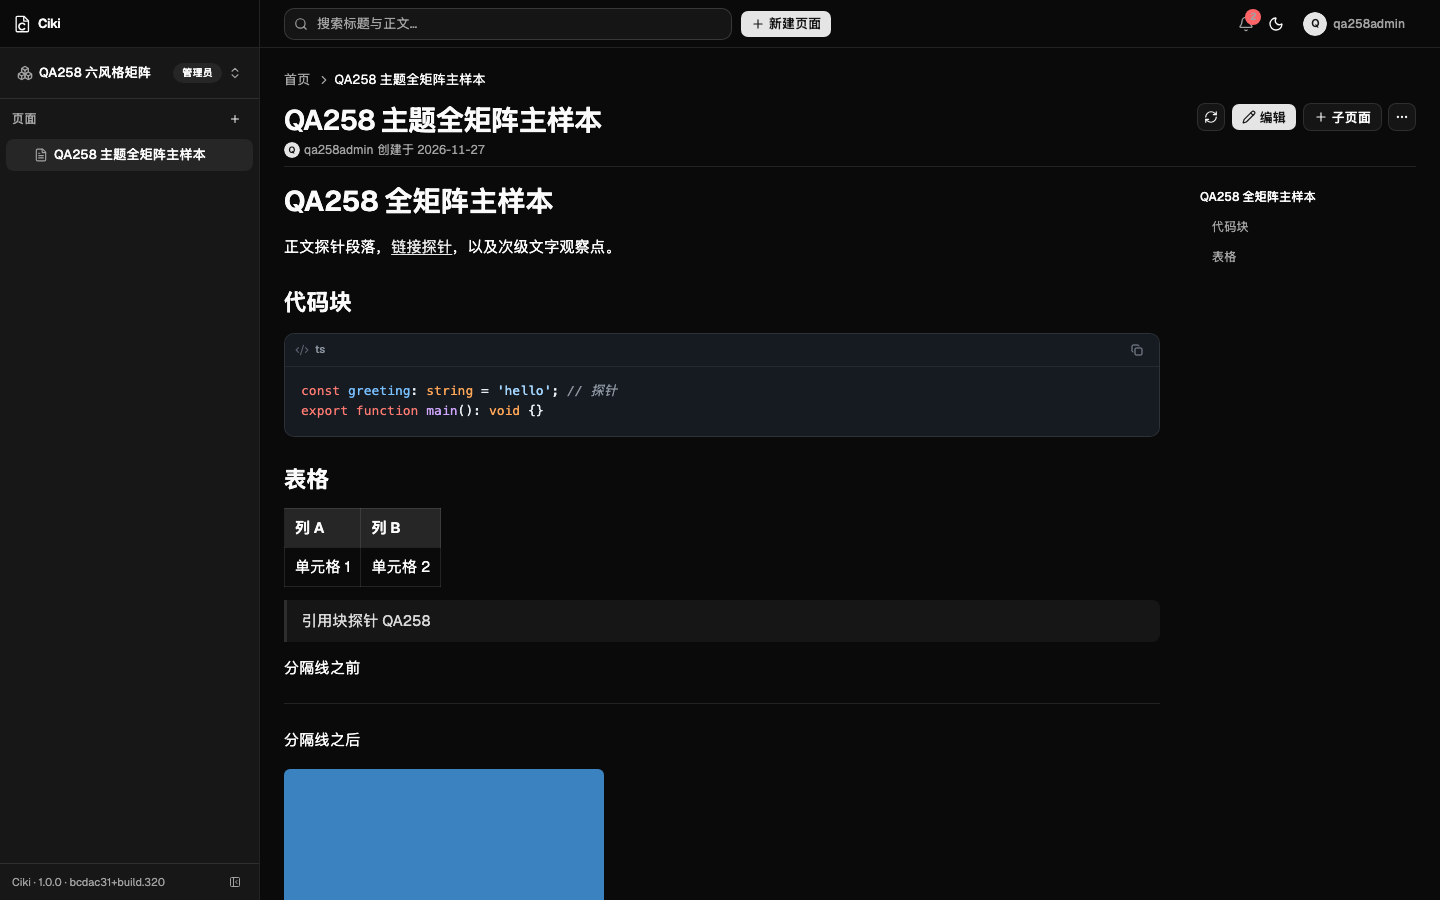 Ciki
搜索标题与正文...
新建页面
Q
qa258admin
QA258 六风格矩阵
管理员
页面
QA258 主题全矩阵主样本
首页 > QA258 主题全矩阵主样本
QA258 主题全矩阵主样本
编辑
子页面
Q qa258admin 创建于 2026-11-27
QA258 全矩阵主样本
正文探针段落，链接探针，以及次级文字观察点。
代码块
ts
const greeting: string = 'hello'; // 探针
export function main(): void {}
表格
列 A 列 B
单元格 1 单元格 2
引用块探针 QA258
分隔线之前
分隔线之后
QA258 全矩阵主样本
代码块
表格
Ciki · 1.0.0 · bcdac31+build.320